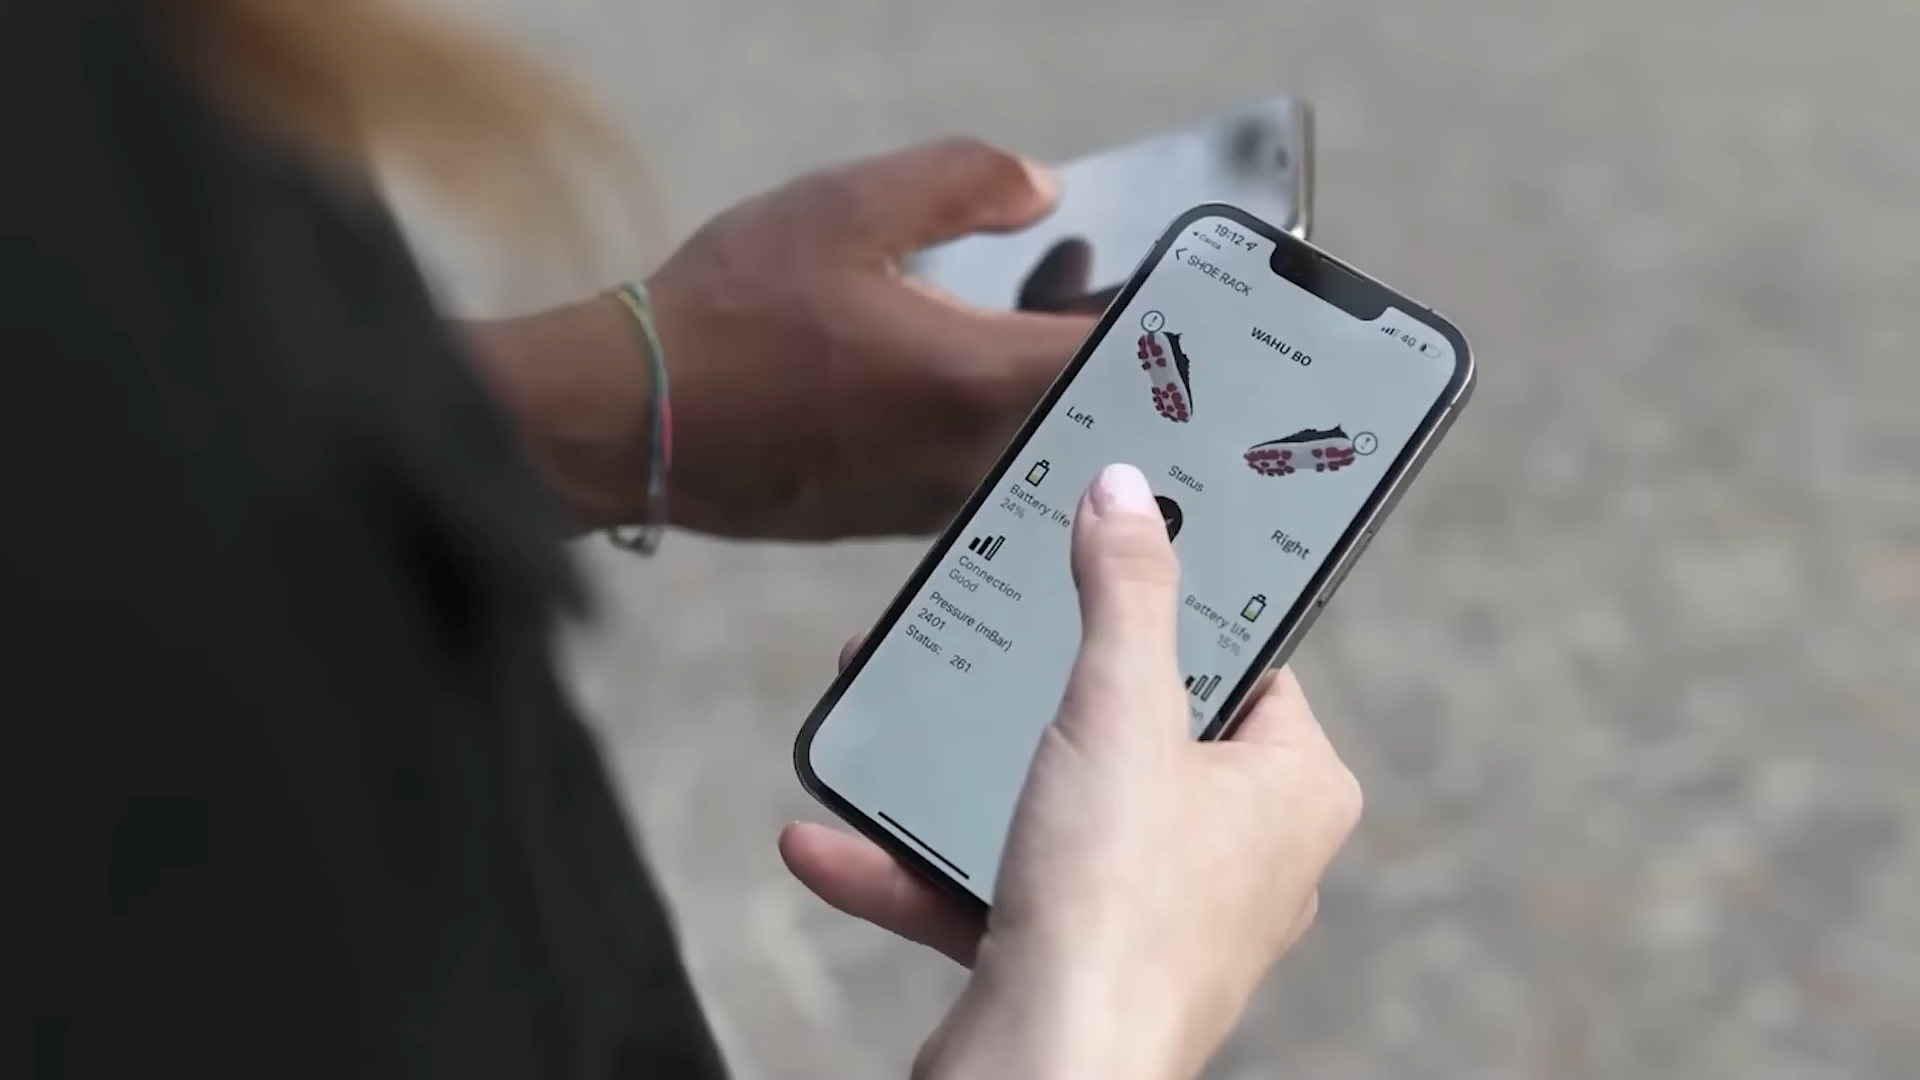 19:12
Cerca
SHOE RACK
40
WAHU BO
Left
Status
Right
Battery life
24%
Battery life
15%
Connection
Good
Pressure (mBar)
2401
Status: 261